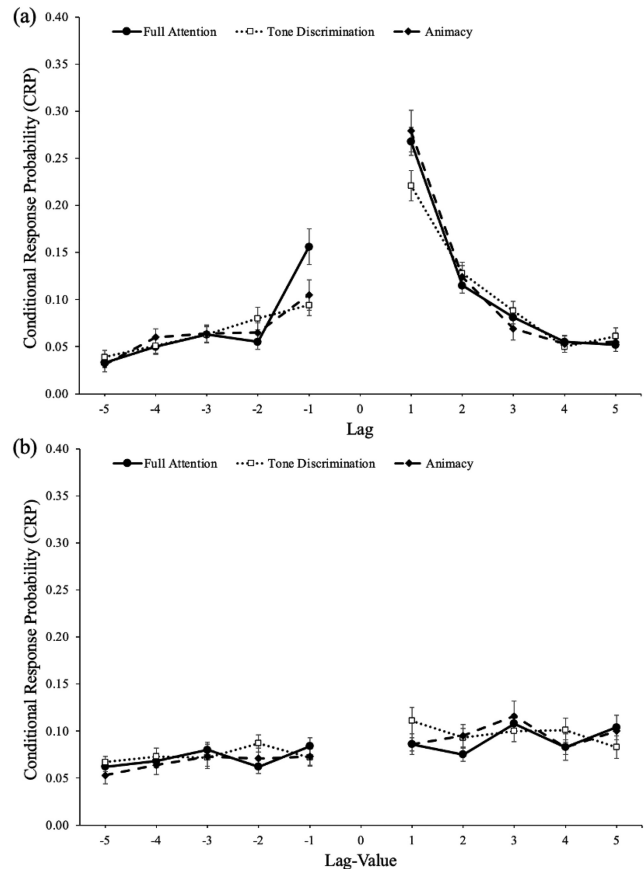 (a)
0.40
Full Attention Tone Discrimination Animacy
0.35
0.30
0.25
0.20
0.15
0.10
0.05
0.00
Conditional Response Probability (CRP)
-5 -4 -3 -2 -1 0 1 2 3 4 5
Lag
(b)
0.40
Full Attention Tone Discrimination Animacy
0.35
0.30
0.25
0.20
0.15
0.10
0.05
0.00
Conditional Response Probability (CRP)
-5 -4 -3 -2 -1 0 1 2 3 4 5
Lag-Value